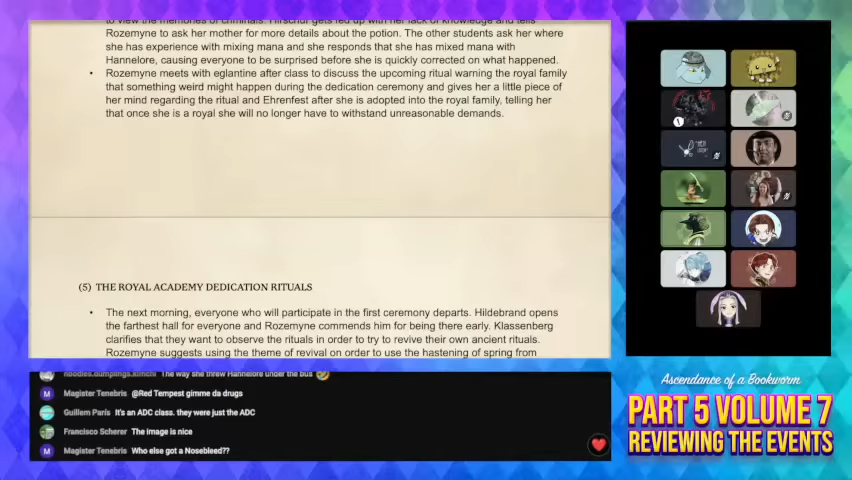 to view the memories of criminals. Hirschur gets fed up with her lack of knowledge and tells
Rozemyne to ask her mother for more details about the potion. The other students ask her where
she has experience with mixing mana and she responds that she has mixed mana with
Hannelore, causing everyone to be surprised before she is quickly corrected on what happened.
• Rozemyne meets with eglantine after class to discuss the upcoming ritual warning the royal family
that something weird might happen during the dedication ceremony and gives her a little piece of
her mind regarding the ritual and Ehrenfest after she is adopted into the royal family, telling her
that once she is a royal she will no longer have to withstand unreasonable demands.
(5) THE ROYAL ACADEMY DEDICATION RITUALS
• The next morning, everyone who will participate in the first ceremony departs. Hildebrand opens
the farthest hall for everyone and Rozemyne commends him for being there early. Klassenberg
clarifies that they want to observe the rituals in order to try to revive their own ancient rituals.
Rozemyne suggests using the theme of revival on order to use the hastening of spring from
noodles.dumplings.kimchi The way she threw Hannelore under the bus
M Magister Tenebris @Red Tempest gimme da drugs
Guillem París It's an ADC class. they were just the ADC
Francisco Scherer The image is nice
M Magister Tenebris Who else got a Nosebleed??
Ascendance of a Bookworm
PART 5 VOLUME 7
REVIEWING THE EVENTS